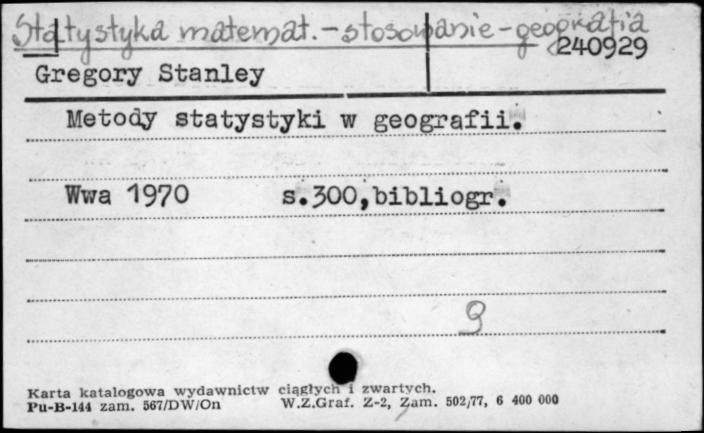 Statystyka matemat. - stosowanie - geografia
240929
Gregory Stanley
Metody statystyki w geografii.
Wwa 1970 s.300,bibliogr.
9
Karta katalogowa wydawnictw ciągłych i zwartych.
Pu-B-144 zam. 567/DW/On W.Z.Graf. Z-2, Zam. 502/77, 6 400 000